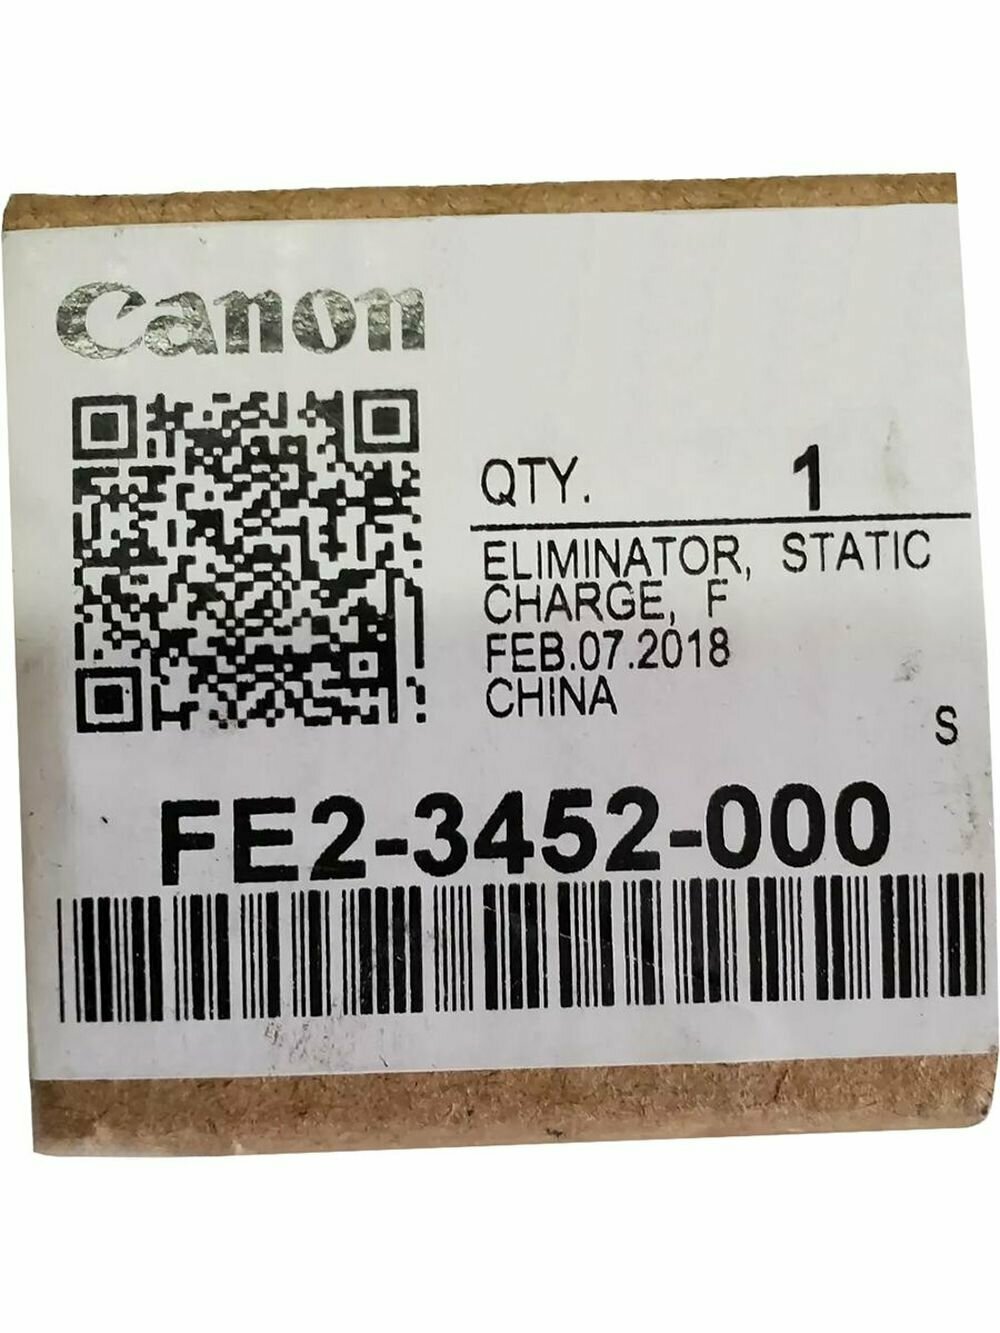 Canon
QTY. 1
ELIMINATOR, STATIC
CHARGE, F
FEB.07.2018
CHINA
S
FE2-3452-000